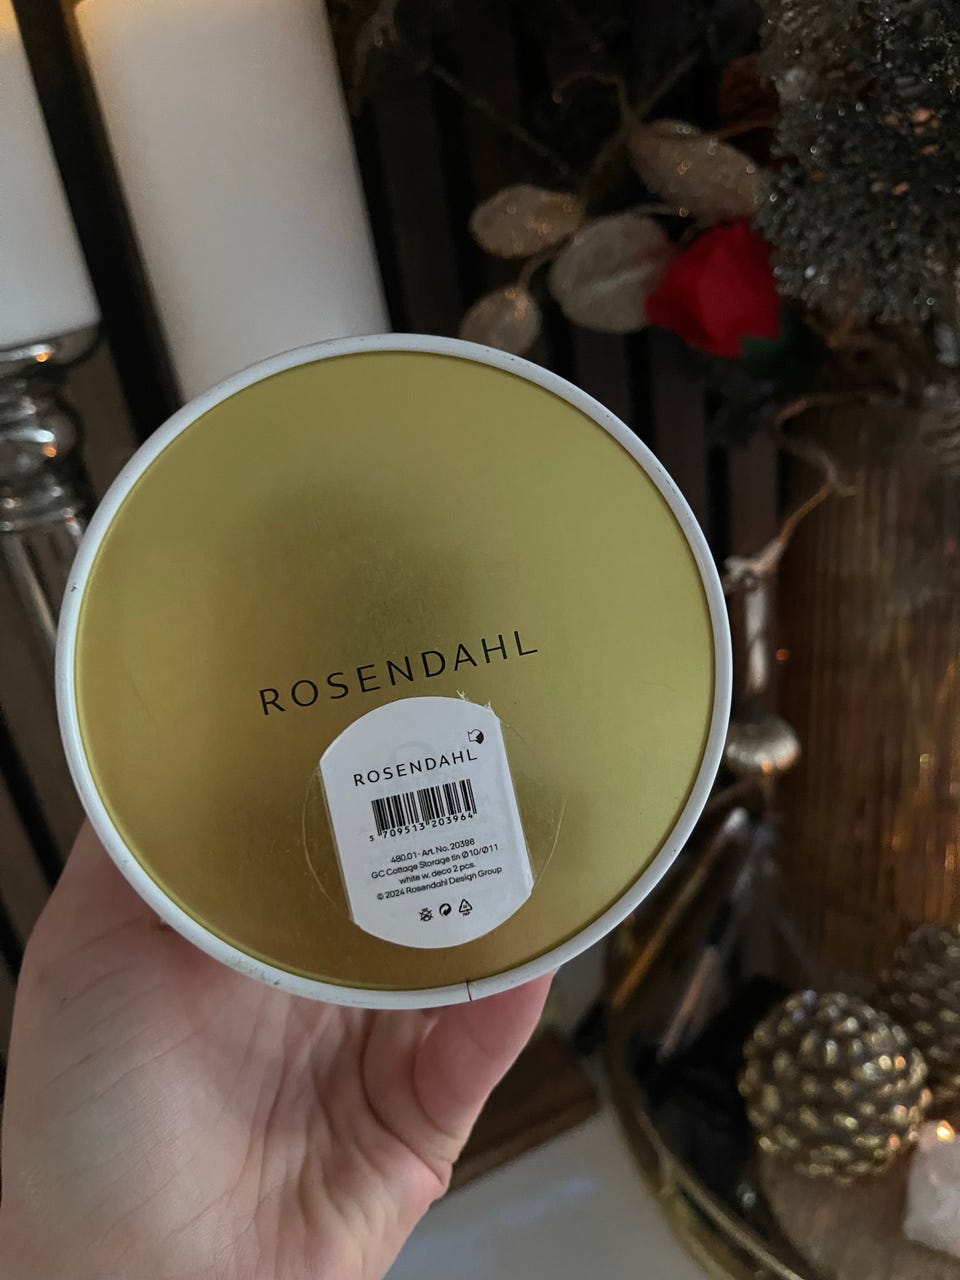 ROSENDAHL
ROSENDAHL
5 709513 203964
480.01 - Art. No. 20396
GC Cottage Storage tin Ø10/Ø11
white w. deco 2 pcs.
© 2024 Rosendahl Design Group